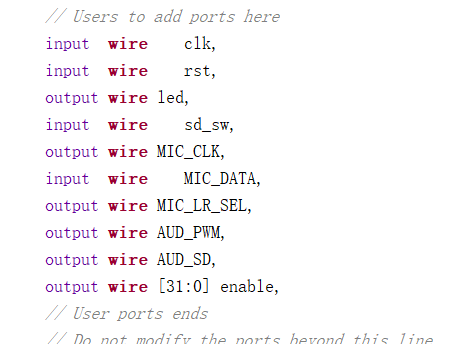 // Users to add ports here
input wire clk,
input wire rst,
output wire led,
input wire sd_sw,
output wire MIC_CLK,
input wire MIC_DATA,
output wire MIC_LR_SEL,
output wire AUD_PWM,
output wire AUD_SD,
output wire [31:0] enable,
// User ports ends
// Do not modify the ports beyond this line